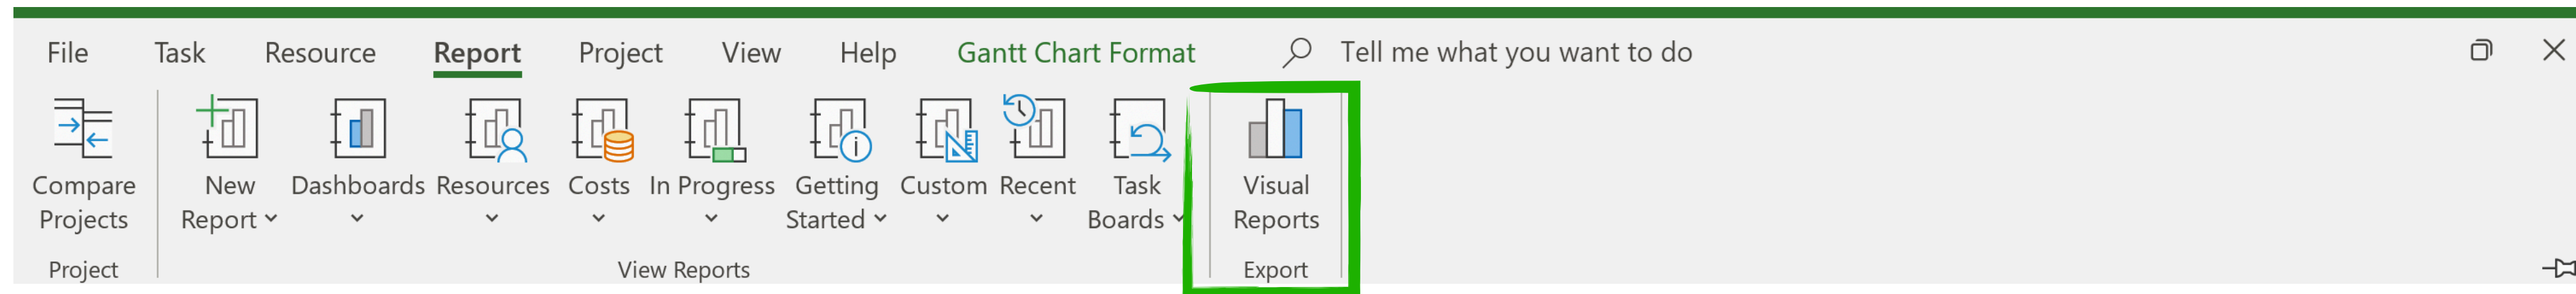 File Task Resource Report Project View Help Gantt Chart Format Tell me what you want to do
Compare Projects
New Report
Dashboards
Resources
Costs
In Progress
Getting Started
Custom
Recent
Task Boards
Visual Reports
Project
View Reports
Export